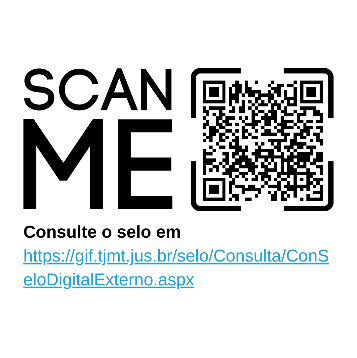 SCAN
ME
Consulte o selo em
https://gif.tjmt.jus.br/selo/Consulta/ConS
eloDigitalExterno.aspx